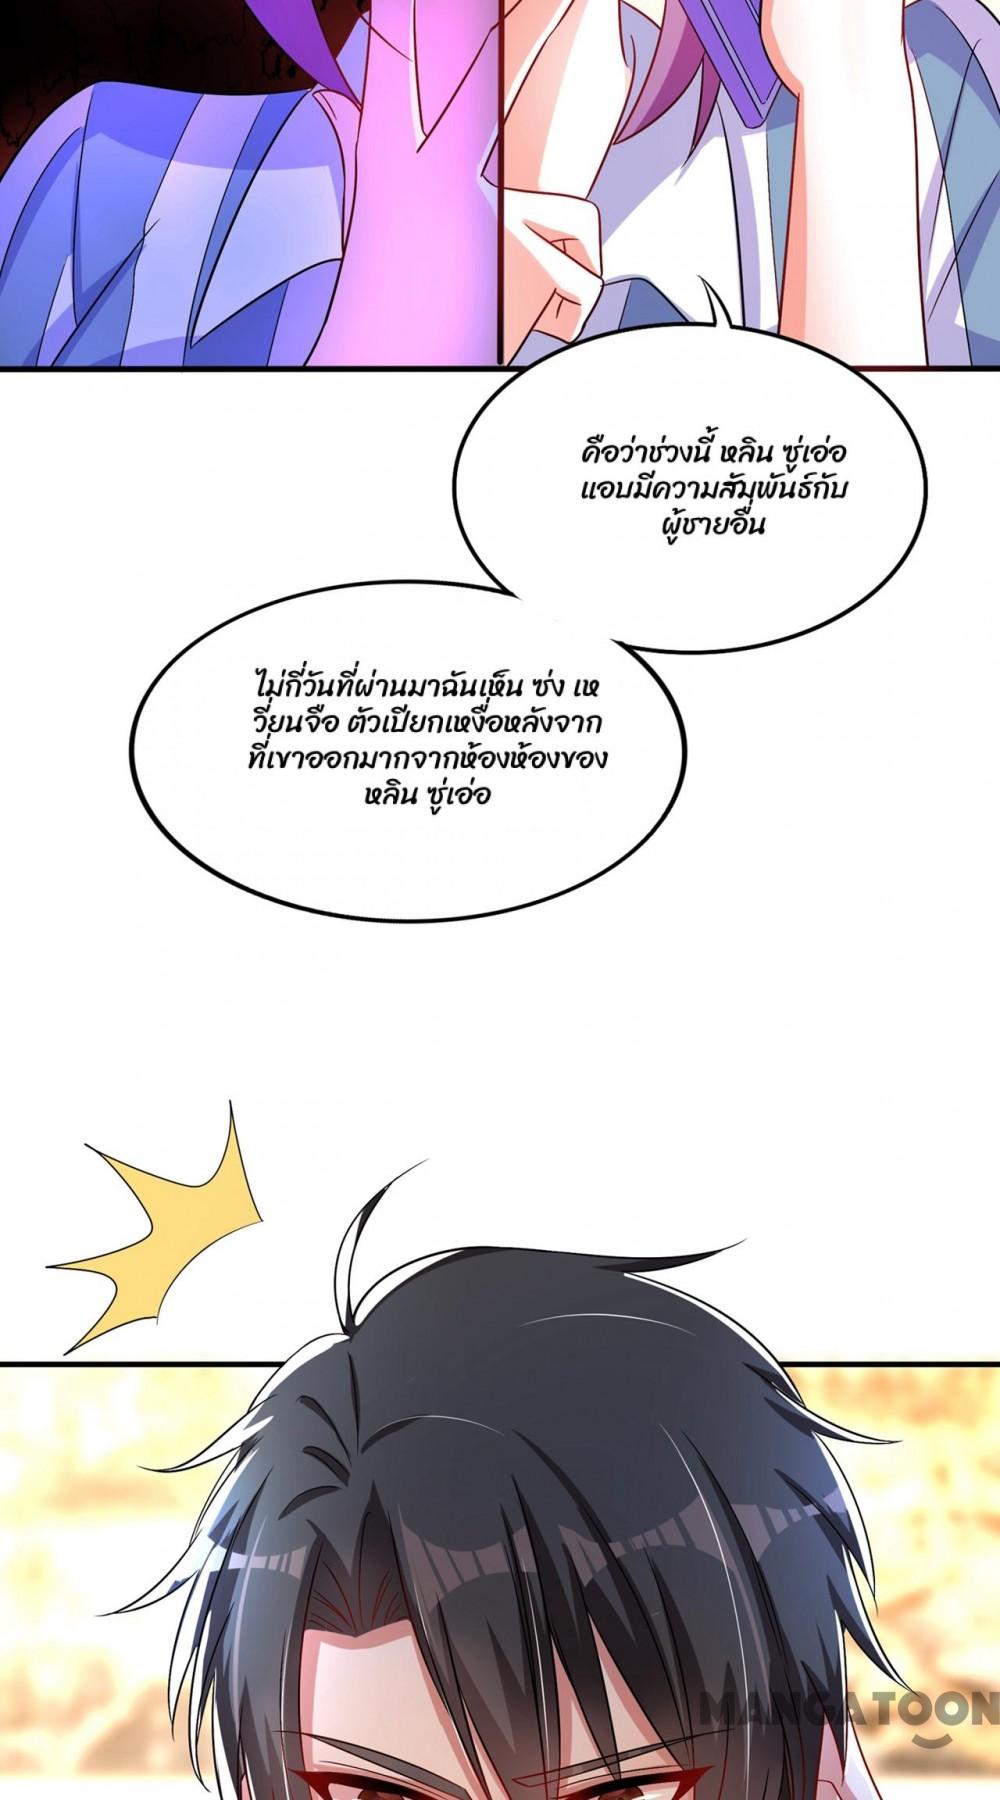 คือว่าช่วงนี้ หลิน ซู่เอ่อ
แอบมีความสัมพันธ์กับ
ผู้ชายอื่น
ไม่กี่วันที่ผ่านมาฉันเห็น ซ่ง เห
วี่ยนจือ ตัวเปียกเหงื่อหลังจาก
ที่เขาออกมากจากห้องห้องของ
หลิน ซู่เอ่อ
MANGATOON